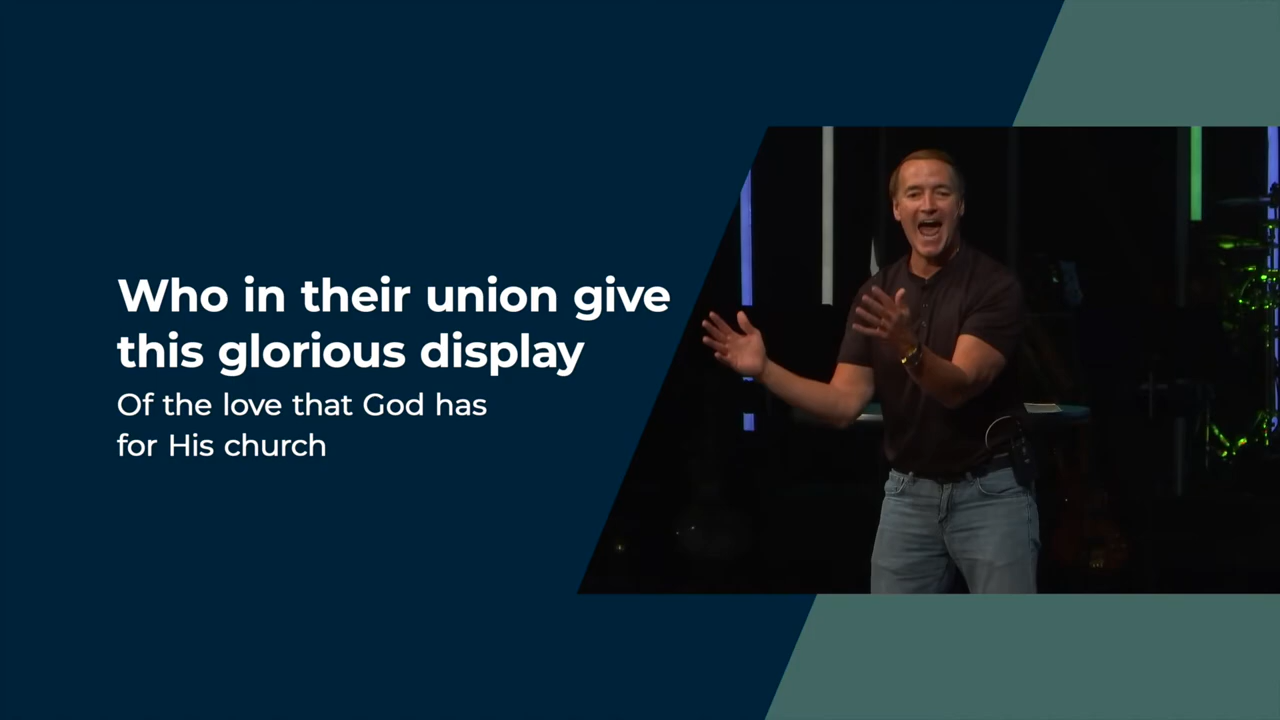 Who in their union give
this glorious display
Of the love that God has
for His church